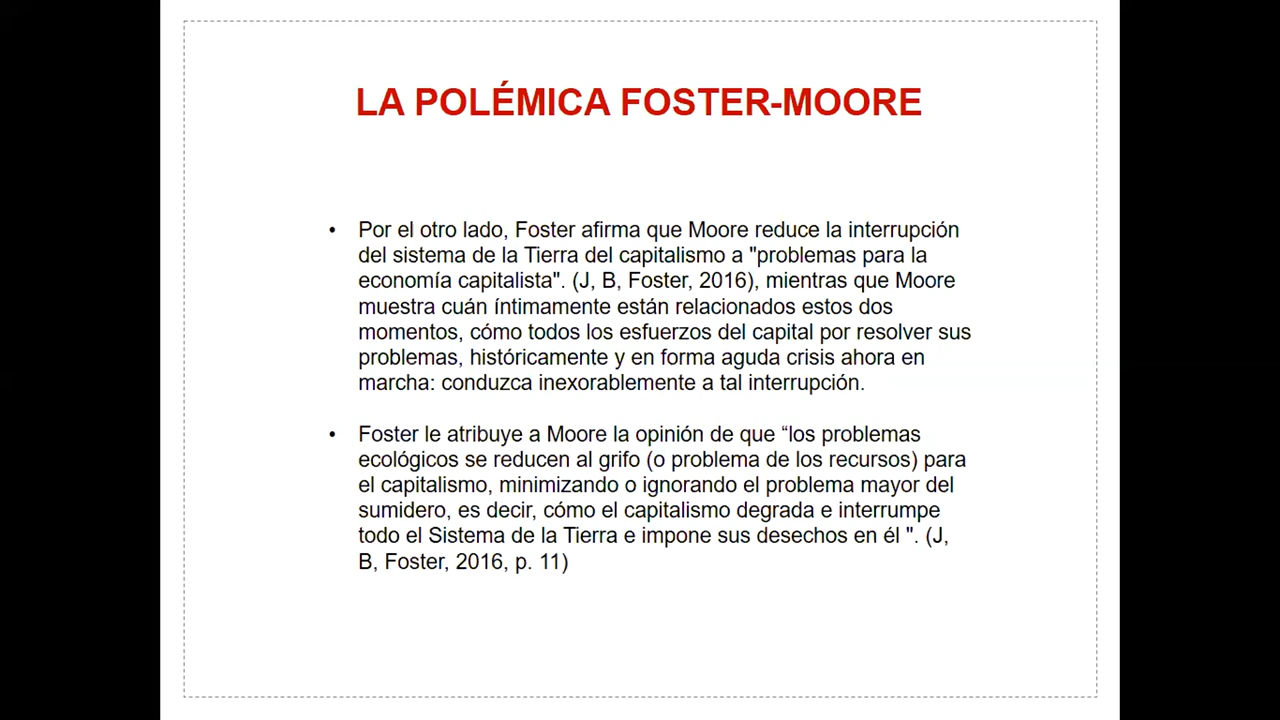 LA POLÉMICA FOSTER-MOORE
• Por el otro lado, Foster afirma que Moore reduce la interrupción
del sistema de la Tierra del capitalismo a "problemas para la
economía capitalista". (J, B, Foster, 2016), mientras que Moore
muestra cuán íntimamente están relacionados estos dos
momentos, cómo todos los esfuerzos del capital por resolver sus
problemas, históricamente y en forma aguda crisis ahora en
marcha: conduzca inexorablemente a tal interrupción.
• Foster le atribuye a Moore la opinión de que “los problemas
ecológicos se reducen al grifo (o problema de los recursos) para
el capitalismo, minimizando o ignorando el problema mayor del
sumidero, es decir, cómo el capitalismo degrada e interrumpe
todo el Sistema de la Tierra e impone sus desechos en él ". (J,
B, Foster, 2016, p. 11)